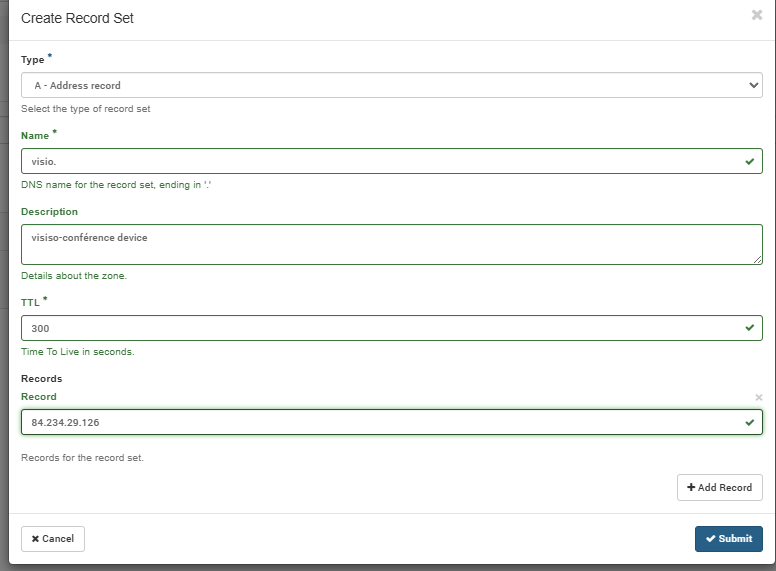 Create Record Set
Type *
A - Address record
Select the type of record set
Name *
visio.
DNS name for the record set, ending in '.'
Description
visiso-conférence device
Details about the zone.
TTL *
300
Time To Live in seconds.
Records
Record
84.234.29.126
Records for the record set.
Add Record
Cancel
Submit